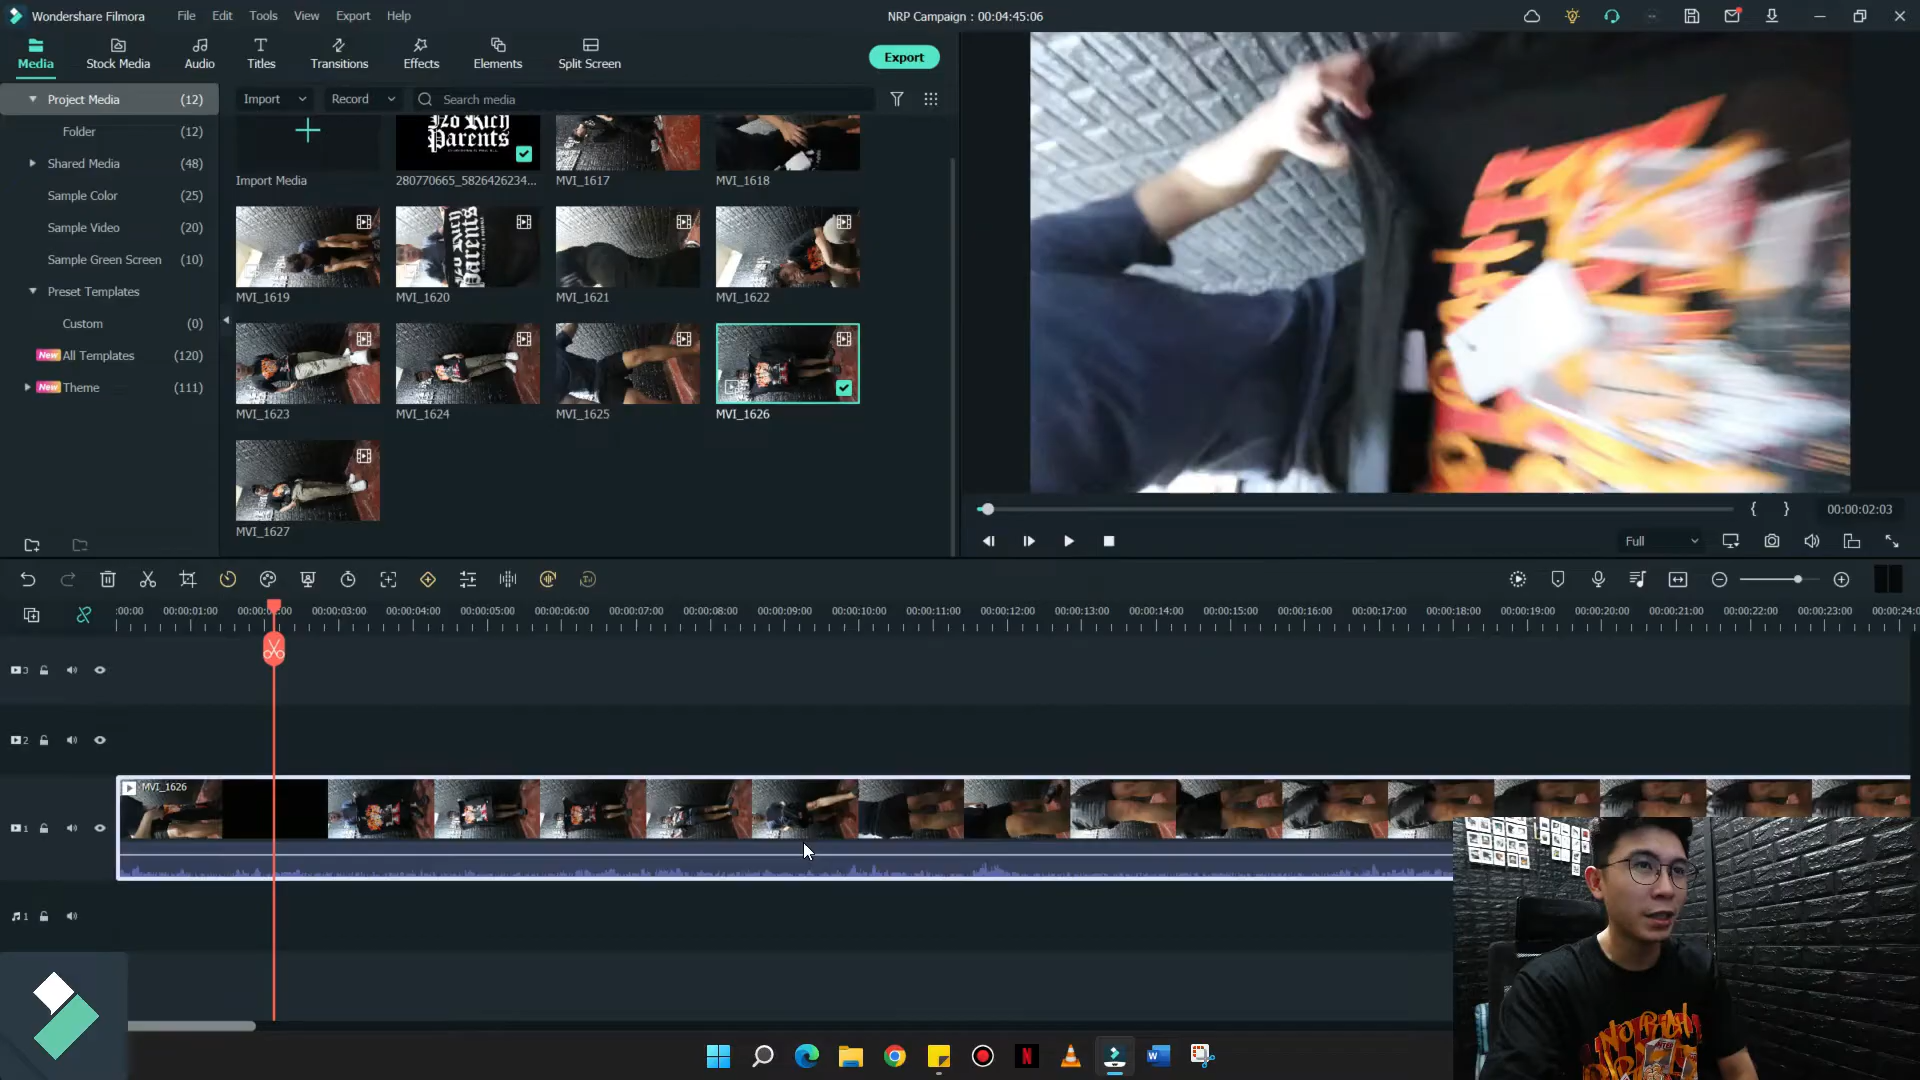 Wondershare Filmora
File
Edit
Tools
View
Export
Help
NRP Campaign : 00:04:45:06
Media
Stock Media
Audio
Titles
Transitions
Effects
Elements
Split Screen
Export
Project Media (12)
Folder (12)
Shared Media (48)
Sample Color (25)
Sample Video (20)
Sample Green Screen (10)
Preset Templates
Custom (0)
New All Templates (120)
New Theme (111)
Import
Record
Search media
Rich
Parents
Import Media
280770665_5826426234...
MVI_1617
MVI_1618
MVI_1619
Rich
Parents
MVI_1620
MVI_1621
MVI_1622
MVI_1623
MVI_1624
MVI_1625
MVI_1626
MVI_1627
{ }
00:00:02:03
Full
:00:00
00:00:01:00
00:00:03:00
00:00:04:00
00:00:05:00
00:00:06:00
00:00:07:00
00:00:08:00
00:00:09:00
00:00:10:00
00:00:11:00
00:00:12:00
00:00:13:00
00:00:14:00
00:00:15:00
00:00:16:00
00:00:17:00
00:00:18:00
00:00:19:00
00:00:20:00
00:00:21:00
00:00:22:00
00:00:23:00
00:00:24:0
3
2
MVI_1626
1
1
NO RICH